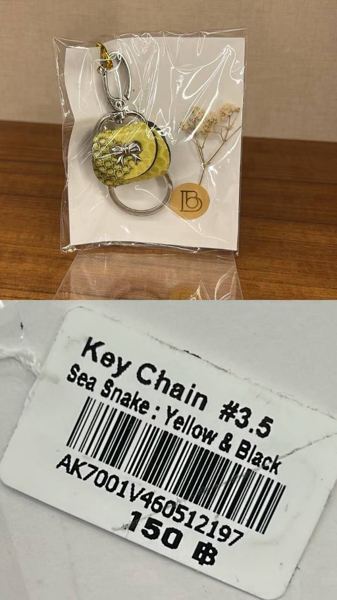 B
Key Chain #3.5
Sea Snake : Yellow & Black
AK7001V460512197
150 ฿